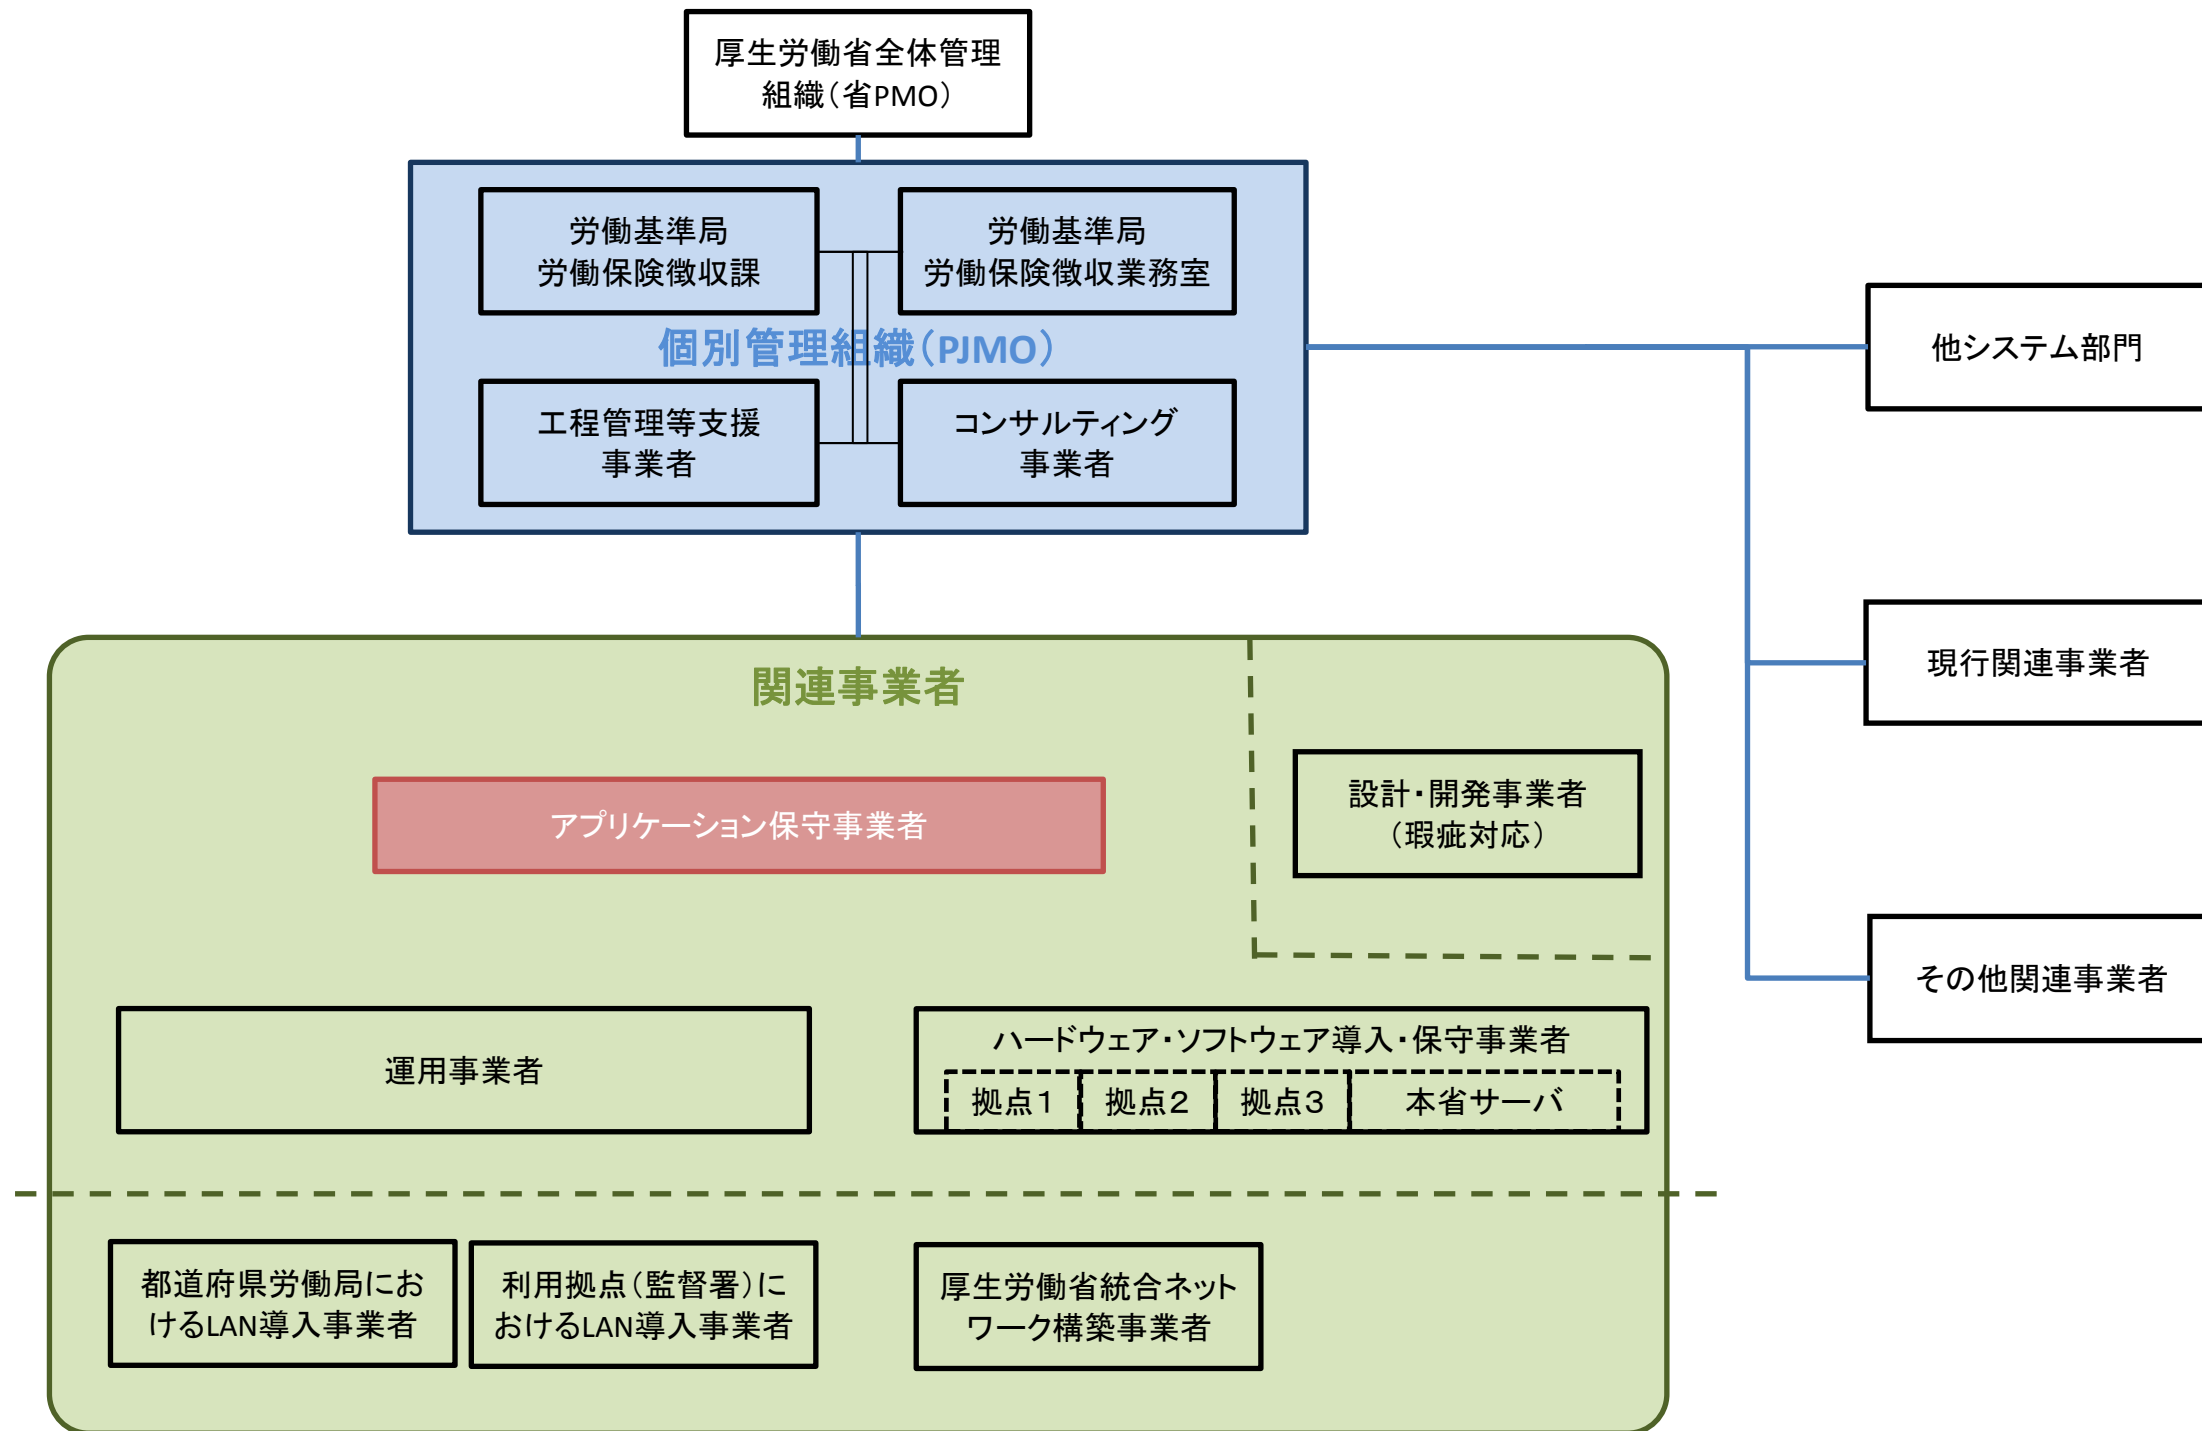 厚生労働省全体管理
組織（省PMO）
労働基準局
労働保険徴収課
労働基準局
労働保険徴収業務室
個別管理組織（PJMO）
工程管理等支援
事業者
コンサルティング
事業者
他システム部門
現行関連事業者
その他関連事業者
関連事業者
アプリケーション保守事業者
設計・開発事業者
（瑕疵対応）
運用事業者
ハードウェア・ソフトウェア導入・保守事業者
拠点１
拠点２
拠点３
本省サーバ
都道府県労働局にお
けるLAN導入事業者
利用拠点（監督署）に
おけるLAN導入事業者
厚生労働省統合ネット
ワーク構築事業者